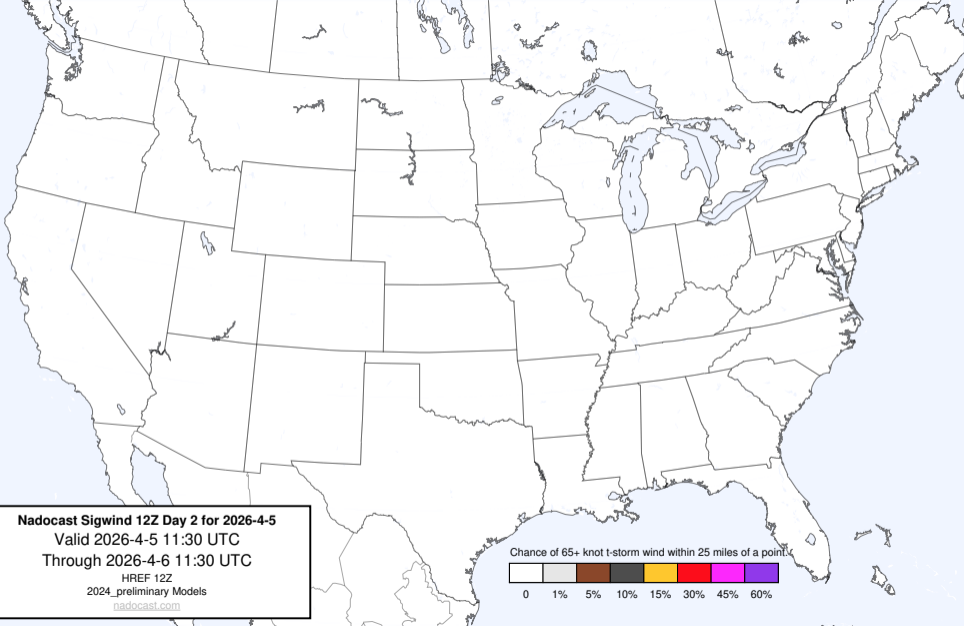 Nadocast Sigwind 12Z Day 2 for 2026-4-5
Valid 2026-4-5 11:30 UTC
Through 2026-4-6 11:30 UTC
HREF 12Z
2024_preliminary Models
nadocast.com
Chance of 65+ knot t-storm wind within 25 miles of a point.
0 1% 5% 10% 15% 30% 45% 60%